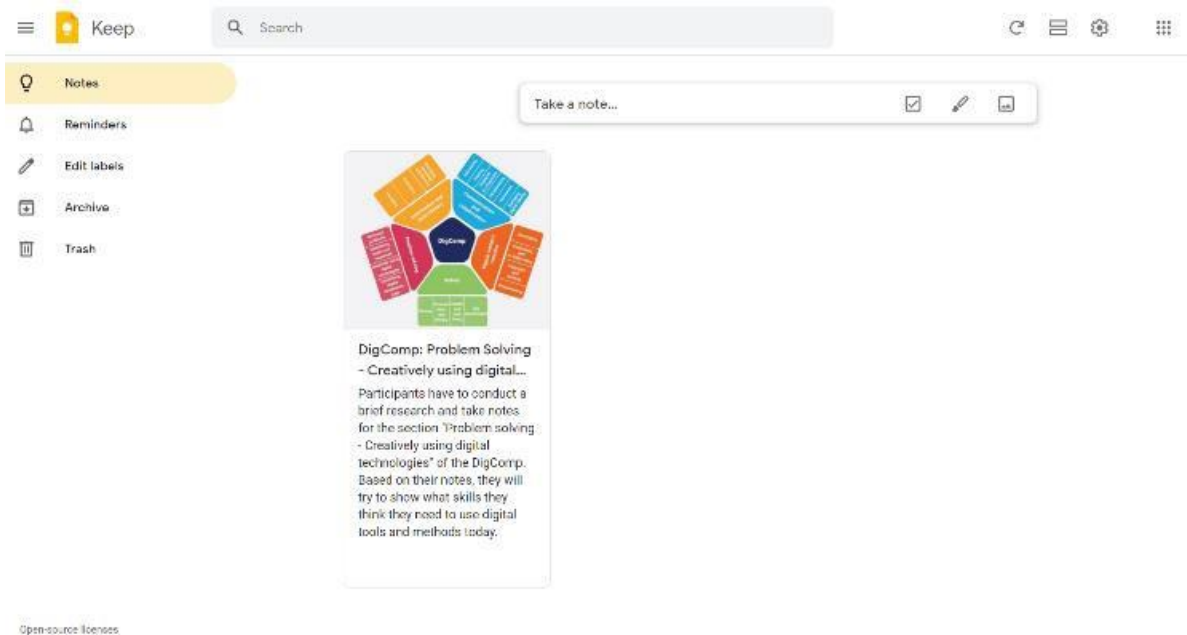 Keep
Search
Notes
Take a note...
Reminders
Edit labels
Archive
Trash
DigComp
DigComp: Problem Solving
- Creatively using digital...
Participants have to conduct a
brief research and take notes
for the section "Problem solving
- Creatively using digital
technologies" of the DigComp.
Based on their notes, they will
try to show what skills they
think they need to use digital
tools and methods today.
Open-source licenses